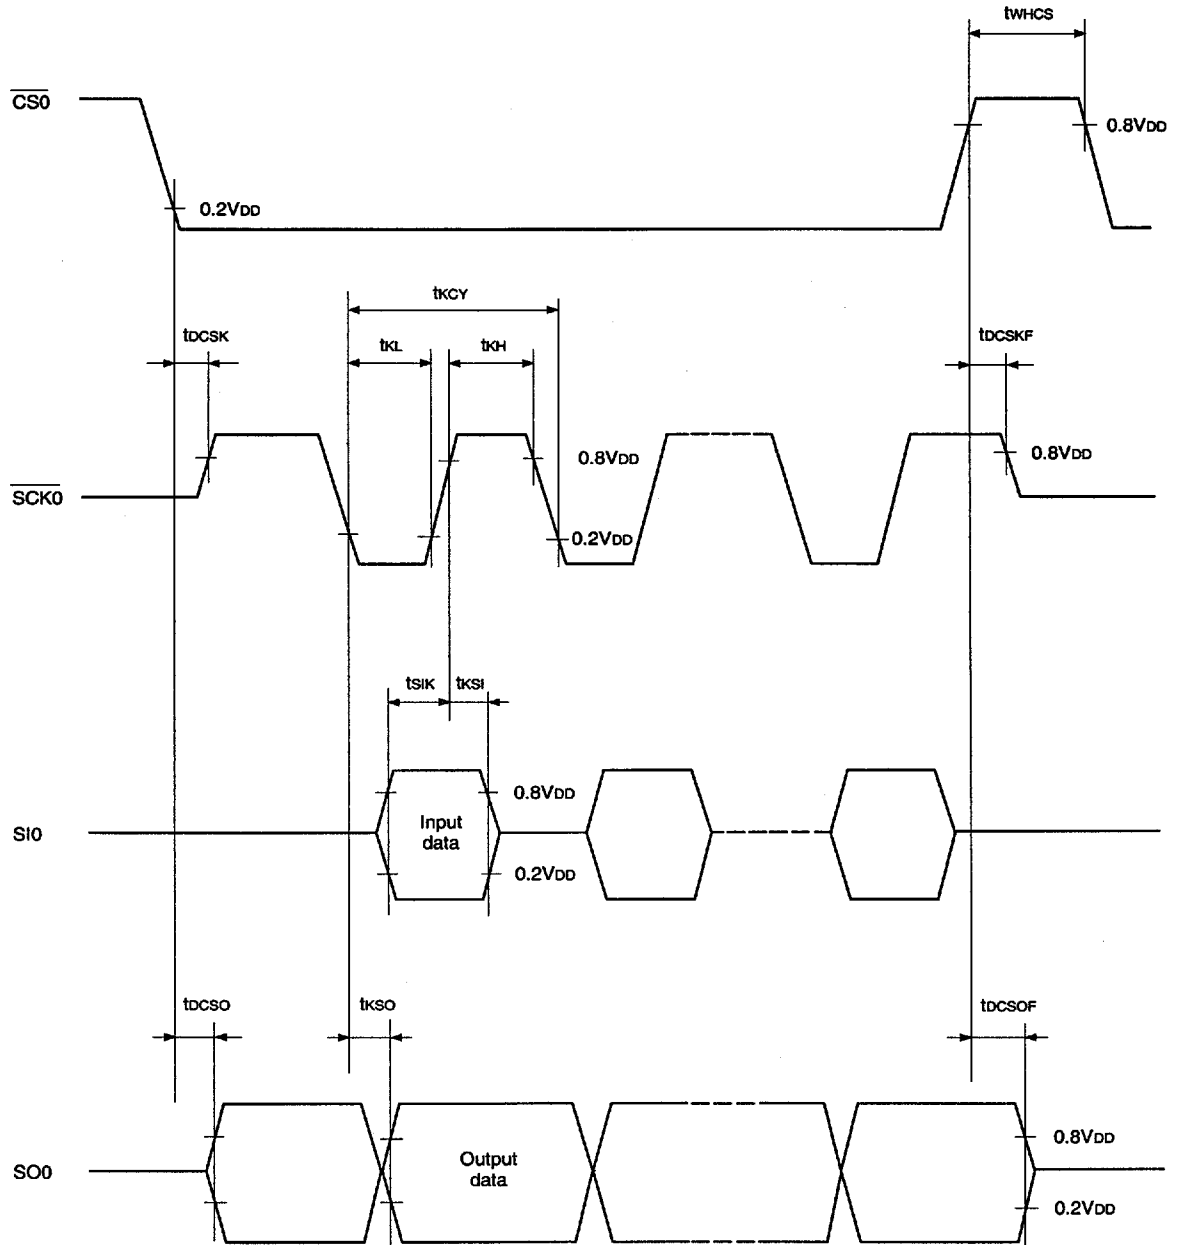 tWHCS
CS0
0.8VDD
0.2VDD
tKCY
tDCSK
tKL
tKH
tDCSKF
0.8VDD
0.8VDD
SCK0
0.2VDD
tSIK
tKSI
0.8VDD
SI0
Input
data
0.2VDD
tDCSO
tKSO
tDCSOF
0.8VDD
SO0
Output
data
0.2VDD